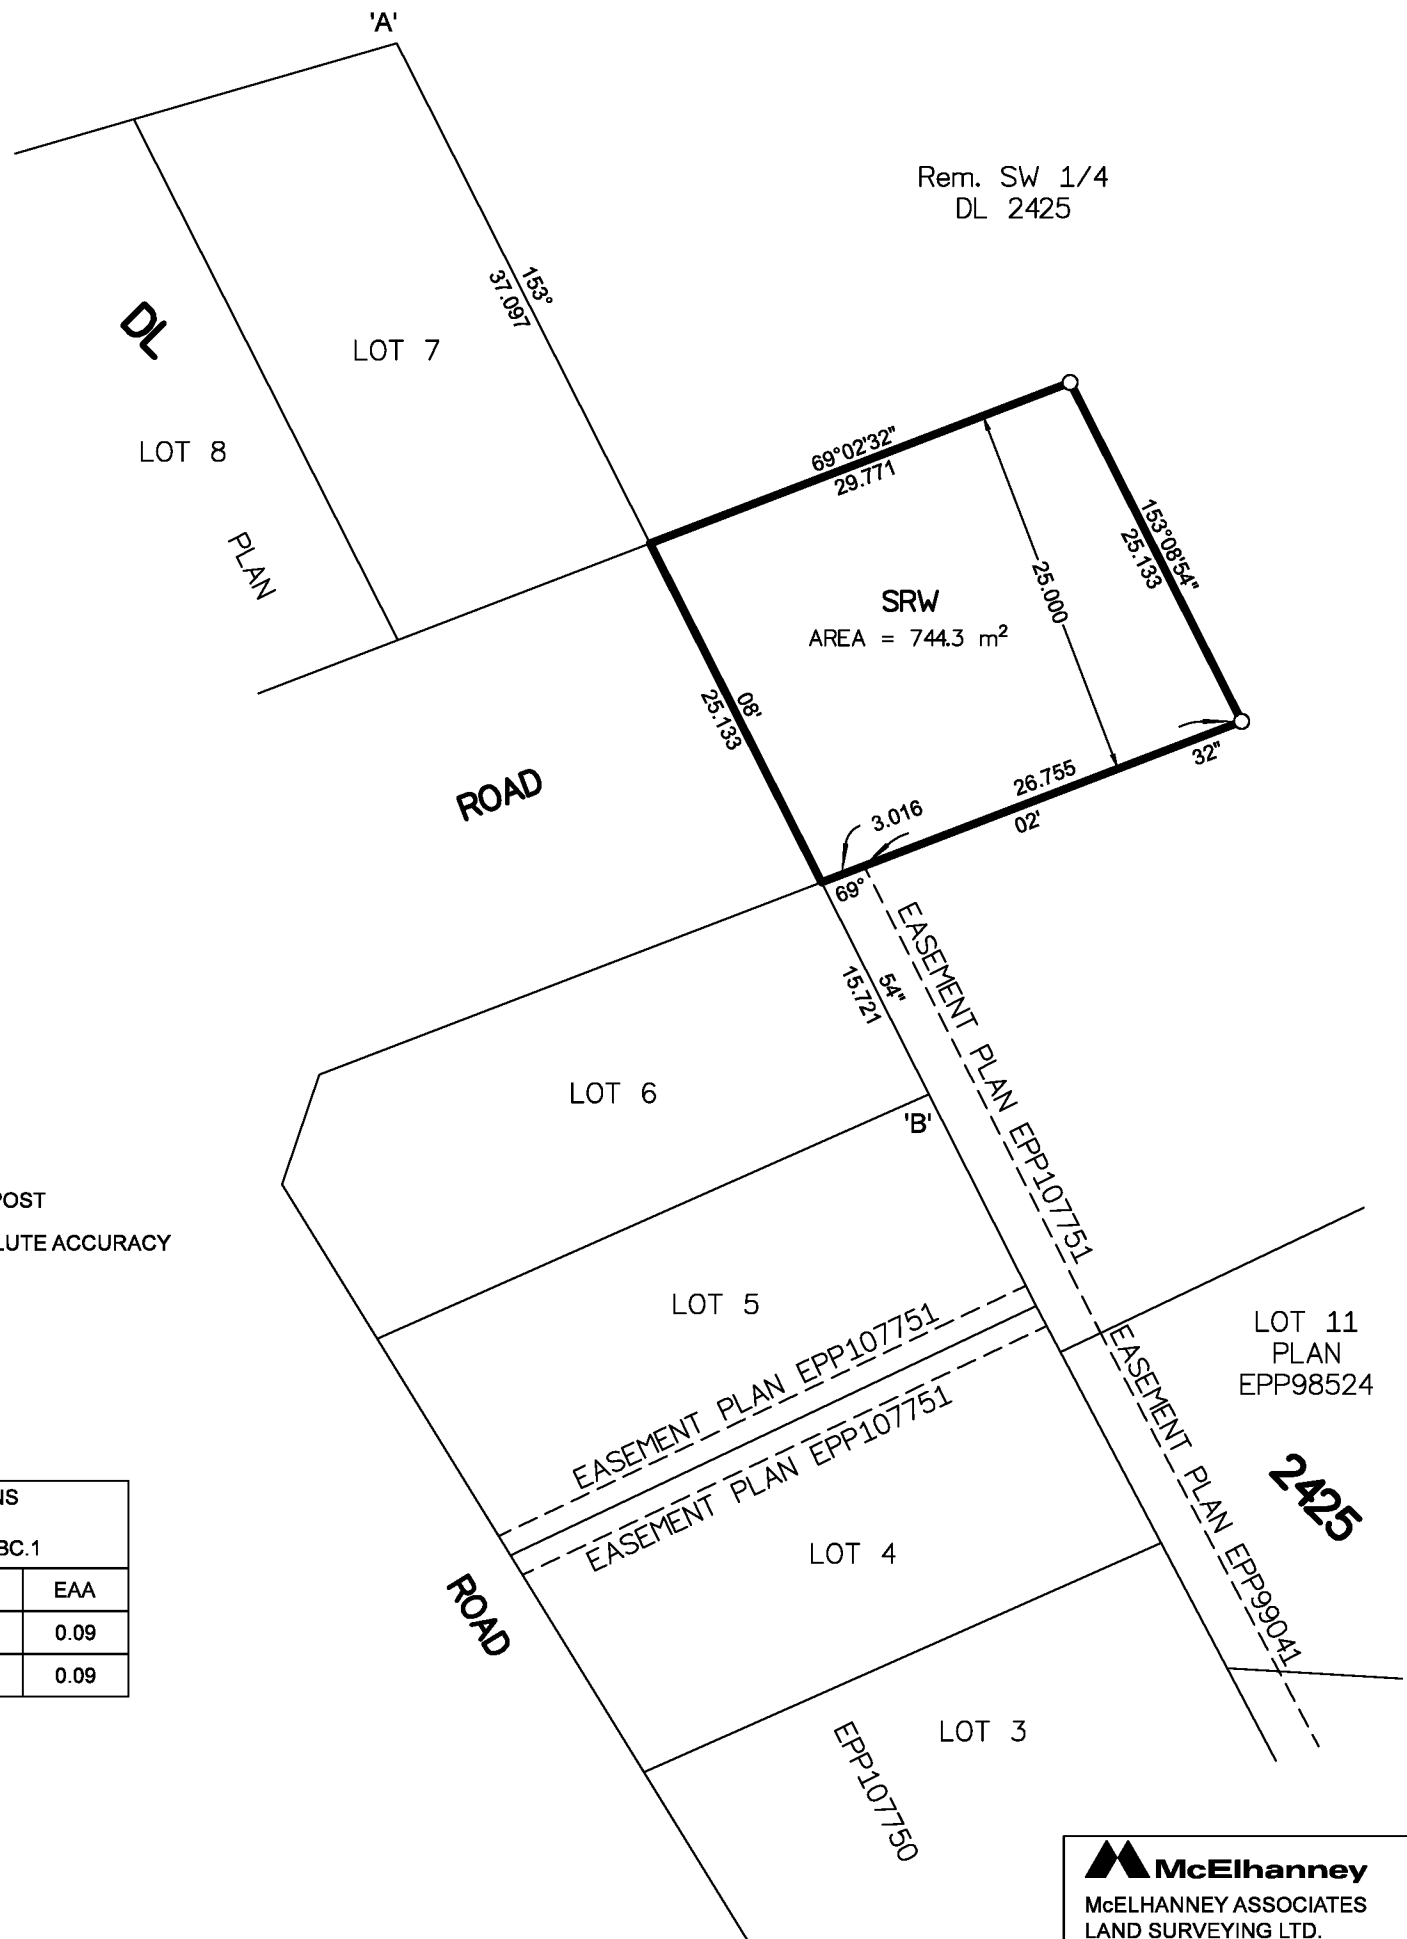 'A'
Rem. SW 1/4
DL 2425
153°
37.097
DL
LOT 7
LOT 8
69°02'32"
29.771
PLAN
153°08'54"
25.133
25.000
SRW
AREA = 744.3 m²
08'
25.133
ROAD
32"
26.755
02'
3.016
69°
EASEMENT PLAN EPP107751
54"
15.721
LOT 6
'B'
POST
LUTE ACCURACY
LOT 5
EASEMENT PLAN EPP107751
EASEMENT PLAN EPP107751
LOT 11
PLAN
EPP98524
EASEMENT PLAN EPP99041
2425
NS
BC.1
EAA
0.09
0.09
LOT 4
ROAD
LOT 3
EPP107750
McElhanney
McELHANNEY ASSOCIATES
LAND SURVEYING LTD.